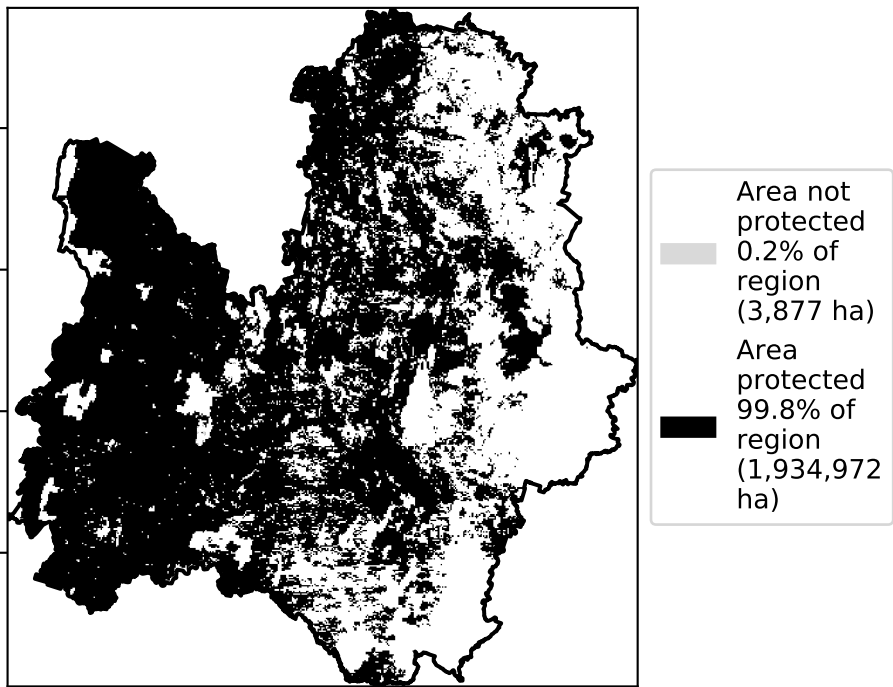 Area not
protected
0.2% of
region
(3,877 ha)
Area
protected
99.8% of
region
(1,934,972
ha)